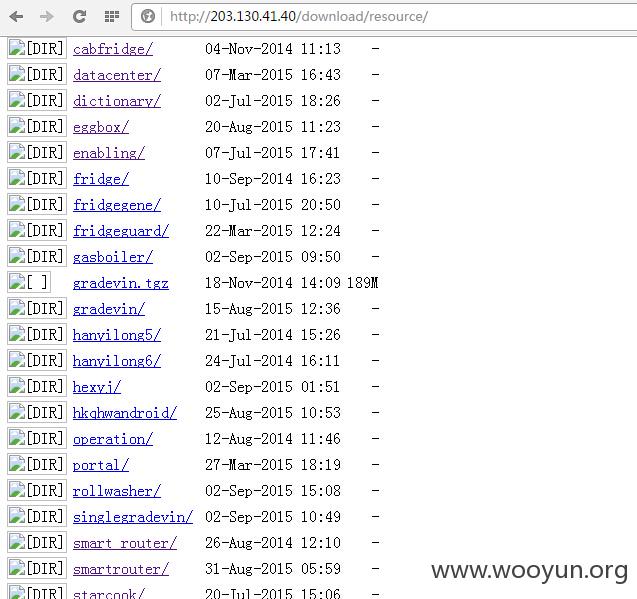 http://203.130.41.40/download/resource/
[DIR] cabfridge/ 04-Nov-2014 11:13 -
[DIR] datacenter/ 07-Mar-2015 16:43 -
[DIR] dictionary/ 02-Jul-2015 18:26 -
[DIR] eggbox/ 20-Aug-2015 11:23 -
[DIR] enabling/ 07-Jul-2015 17:41 -
[DIR] fridge/ 10-Sep-2014 16:23 -
[DIR] fridgegene/ 10-Jul-2015 20:50 -
[DIR] fridgeguard/ 22-Mar-2015 12:24 -
[DIR] gasboiler/ 02-Sep-2015 09:50 -
[ ] gradevin.tgz 18-Nov-2014 14:09 189M
[DIR] gradevin/ 15-Aug-2015 12:36 -
[DIR] hanyilong5/ 21-Jul-2015 15:26 -
[DIR] hanyilong6/ 24-Jul-2015 16:11 -
[DIR] hexyj/ 02-Sep-2015 01:51 -
[DIR] hkqhwandroid/ 25-Aug-2015 10:53 -
[DIR] operation/ 12-Aug-2015 11:46 -
[DIR] portal/ 27-Mar-2015 18:19 -
[DIR] rollwasher/ 02-Sep-2015 15:08 -
[DIR] singlegradevin/ 02-Sep-2015 10:49 -
[DIR] smart_router/ 26-Aug-2014 12:10 -
[DIR] smartrouter/ 31-Aug-2015 05:59 -
[DIR] starcook/ 20-Jul-2015 15:06 -
www.wooyun.org